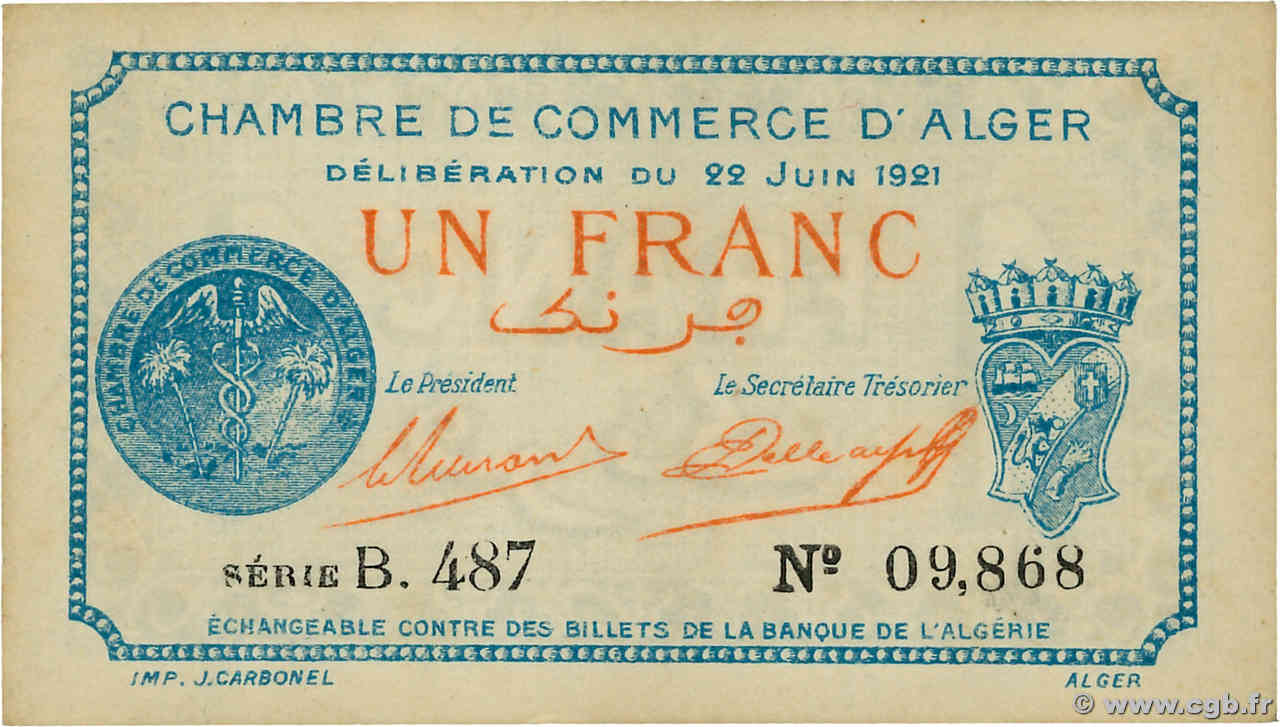 CHAMBRE DE COMMERCE D'ALGER
DÉLIBÉRATION DU 22 JUIN 1921
UN FRANC
جرنك
CHAMBRE DE COMMERCE D'ALGER
Le Président
Le Secrétaire Trésorier
SÉRIE B. 487
Nº 09,868
ÉCHANGEABLE CONTRE DES BILLETS DE LA BANQUE DE L'ALGÉRIE
IMP. J. CARBONEL
ALGER
© www.cgb.fr